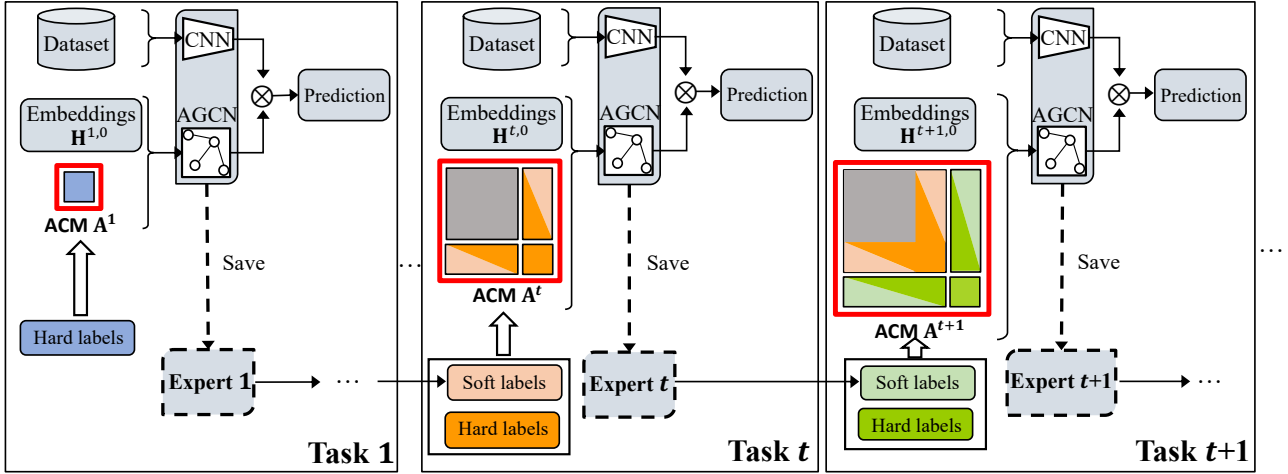 Dataset
CNN
Prediction
Embeddings
H^{1,0}
AGCN
ACM A^1
Save
Hard labels
Expert 1
...
Task 1
...
Dataset
CNN
Prediction
Embeddings
H^{t,0}
AGCN
ACM A^t
Save
Soft labels
Hard labels
Expert t
Task t
Dataset
CNN
Prediction
Embeddings
H^{t+1,0}
AGCN
ACM A^{t+1}
Save
Soft labels
Hard labels
Expert t+1
...
Task t+1
...